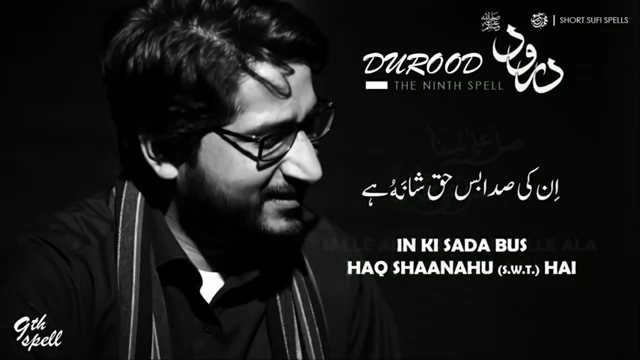 | SHORT SUFI SPELLS
DUROOD درود
THE NINTH SPELL
اِن کی صدا بس حق شانَہُ ہے
IN KI SADA BUS
HAQ SHAANAHU (S.W.T.) HAI
9th
spell